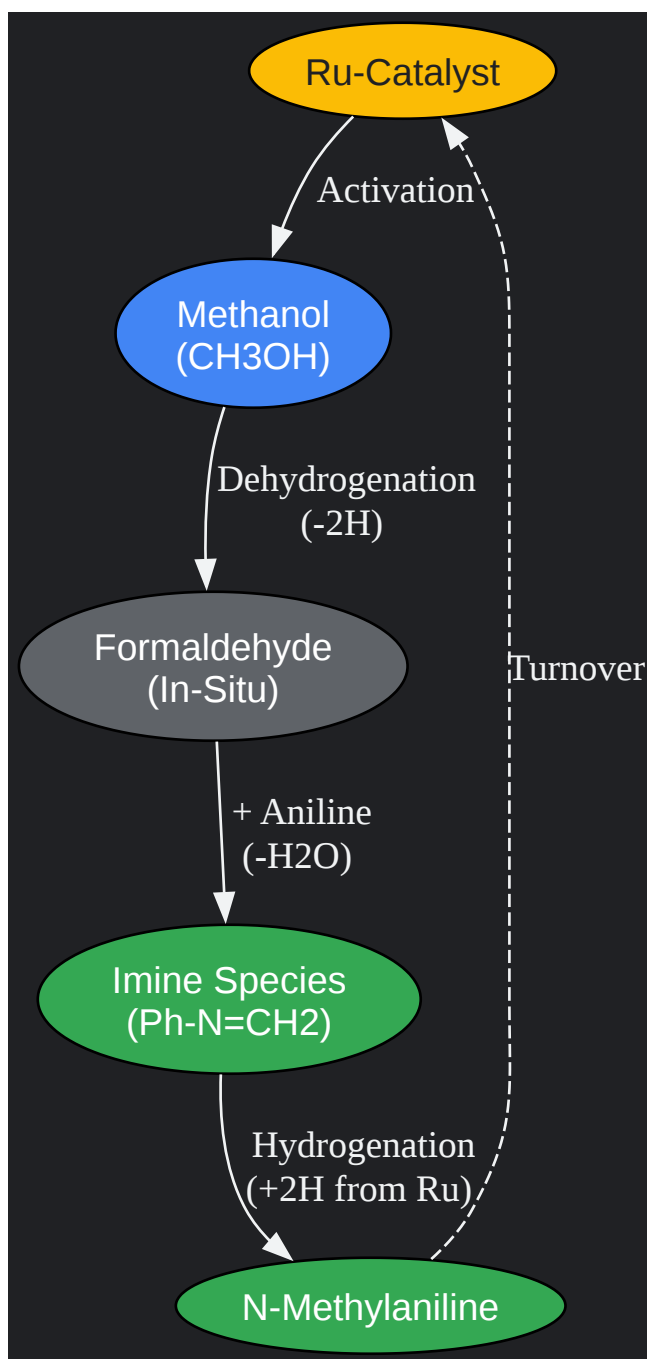 Ru-Catalyst
Activation
Methanol
(CH3OH)
Dehydrogenation
(-2H)
Formaldehyde
(In-Situ)
Turnover
+ Aniline
(-H2O)
Imine Species
(Ph-N=CH2)
Hydrogenation
(+2H from Ru)
N-Methylaniline